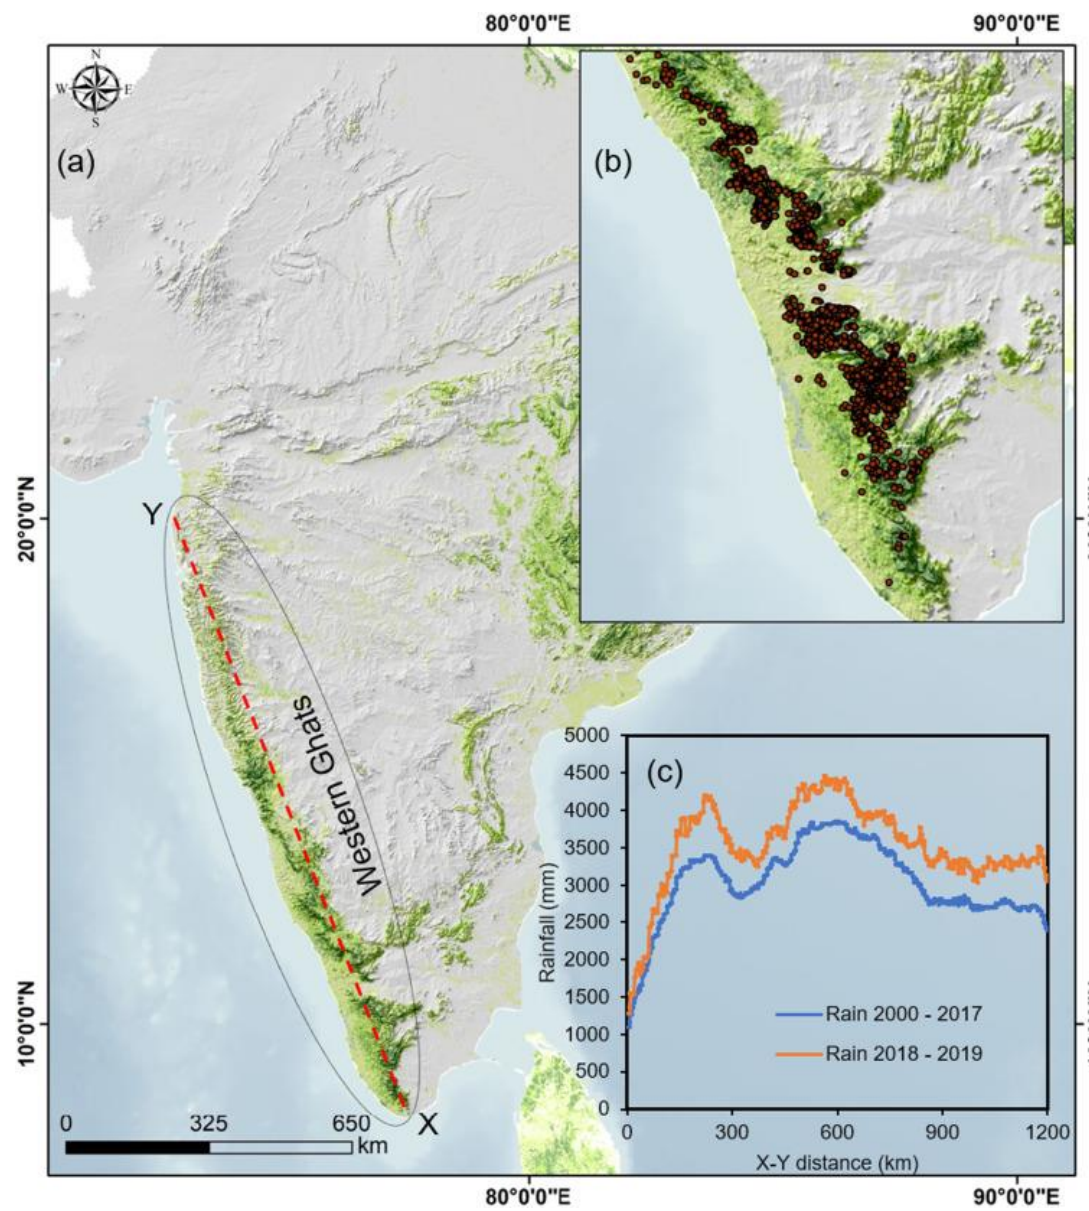 80°0'0"E 90°0'0"E
N
W E
S
(a)
(b)
20°0'0"N
Y
Western Ghats
10°0'0"N
X
0 325 650
km
(c)
5000
4500
4000
3500
3000
2500
2000
1500
1000
500
0
Rainfall (mm)
Rain 2000 - 2017
Rain 2018 - 2019
0 300 600 900 1200
X-Y distance (km)
80°0'0"E 90°0'0"E